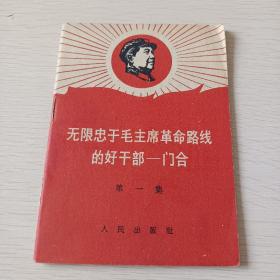 无限忠于毛主席革命路线
的好干部—门合
第一集
人民出版社